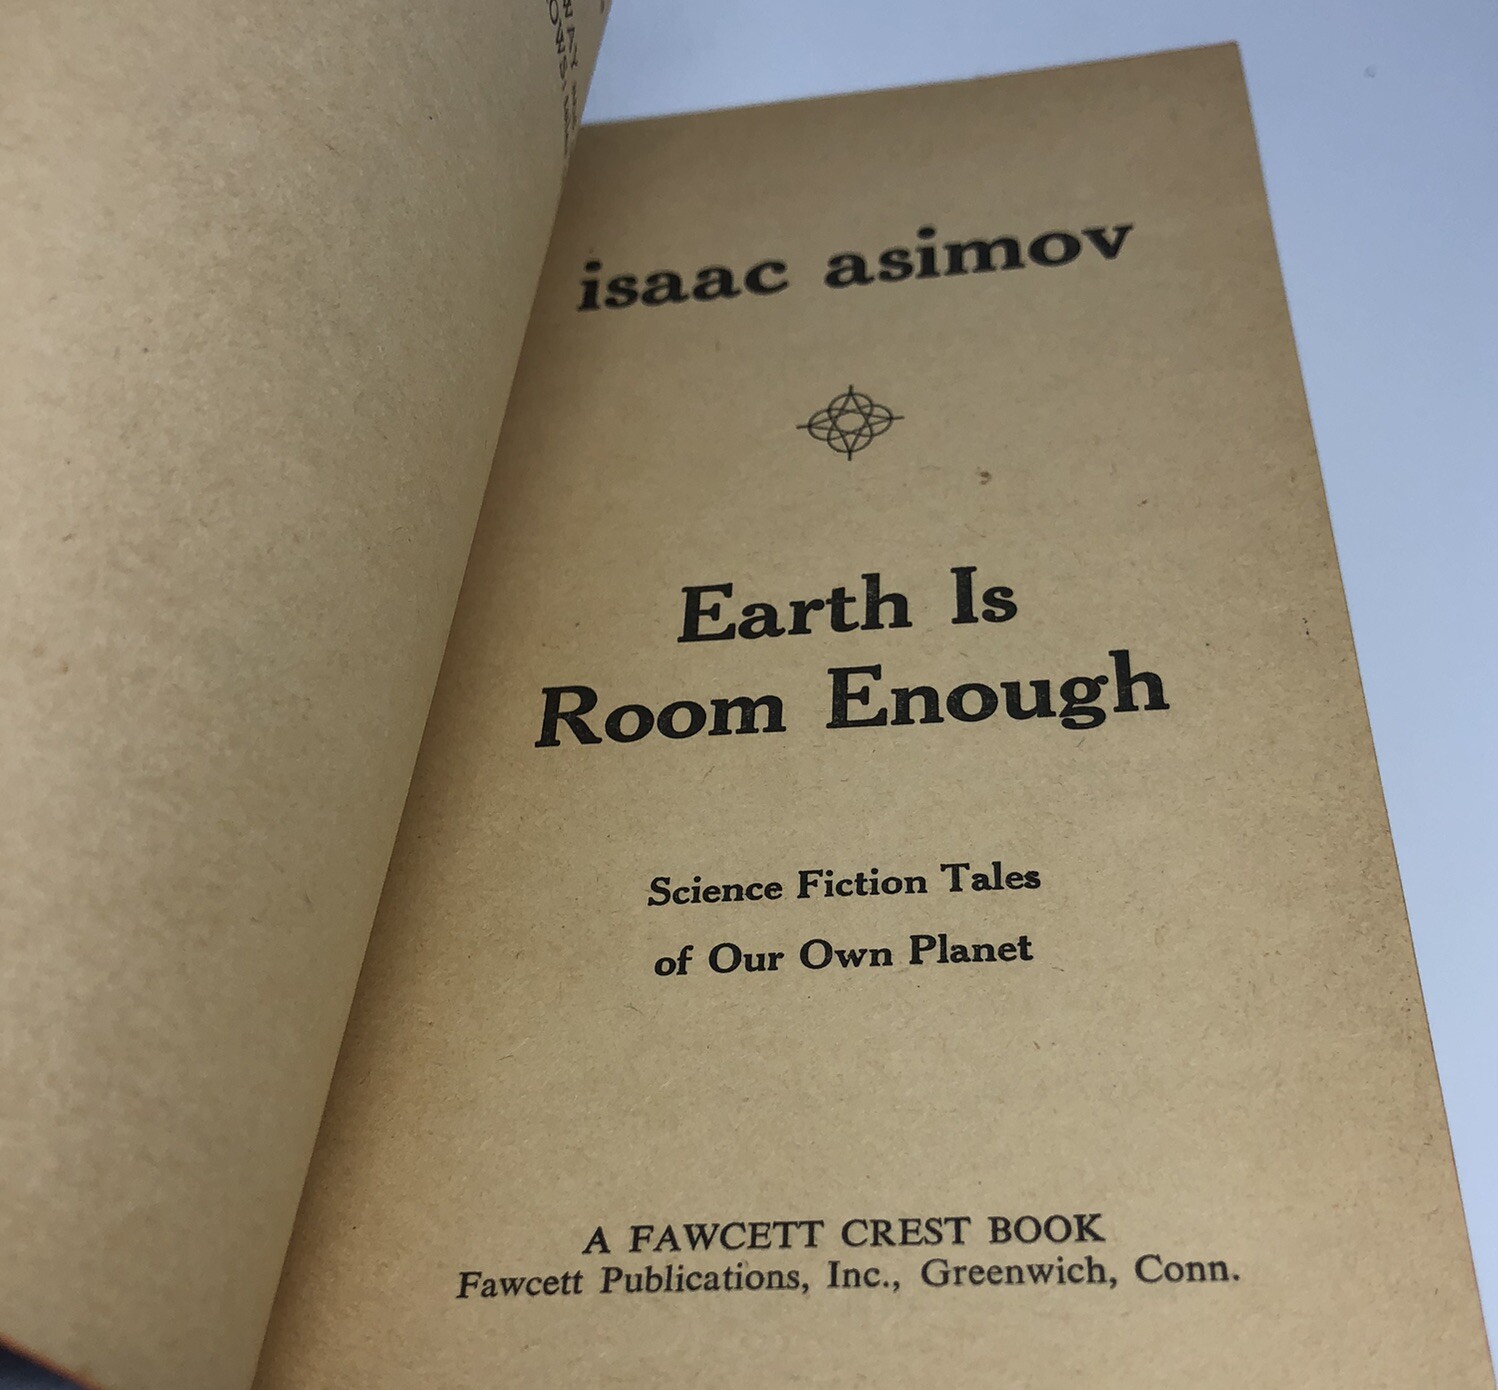 isaac asimov
Earth Is
Room Enough
Science Fiction Tales
of Our Own Planet
A FAWCETT CREST BOOK
Fawcett Publications, Inc., Greenwich, Conn.